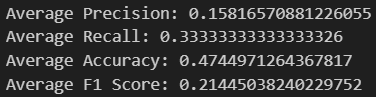 Average Precision: 0.15816570881226055
Average Recall: 0.33333333333333326
Average Accuracy: 0.4744971264367817
Average F1 Score: 0.21445038240229752